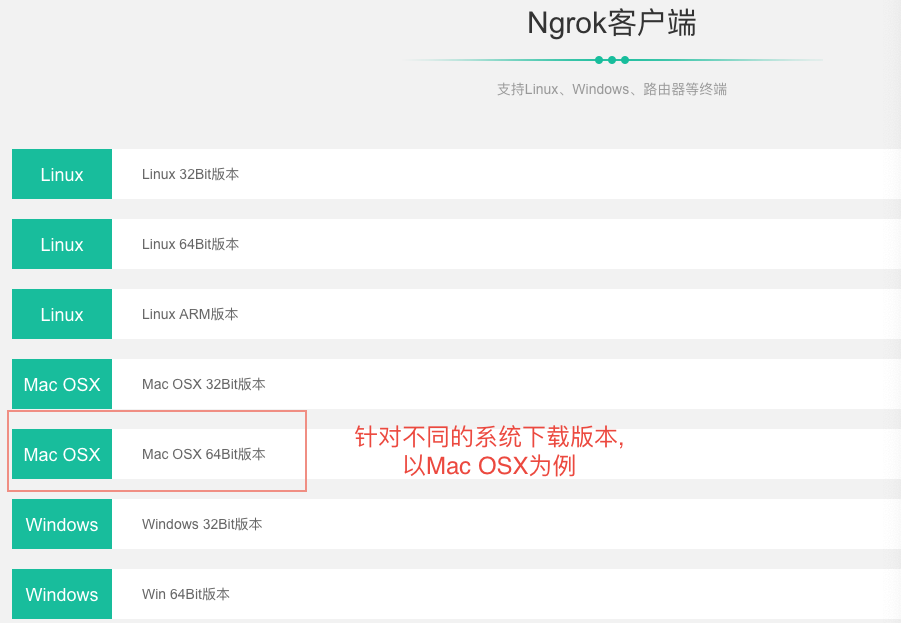 Ngrok客户端
支持Linux、Windows、路由器等终端
Linux
Linux 32Bit版本
Linux
Linux 64Bit版本
Linux
Linux ARM版本
Mac OSX
Mac OSX 32Bit版本
Mac OSX
Mac OSX 64Bit版本
针对不同的系统下载版本,
以Mac OSX为例
Windows
Windows 32Bit版本
Windows
Win 64Bit版本